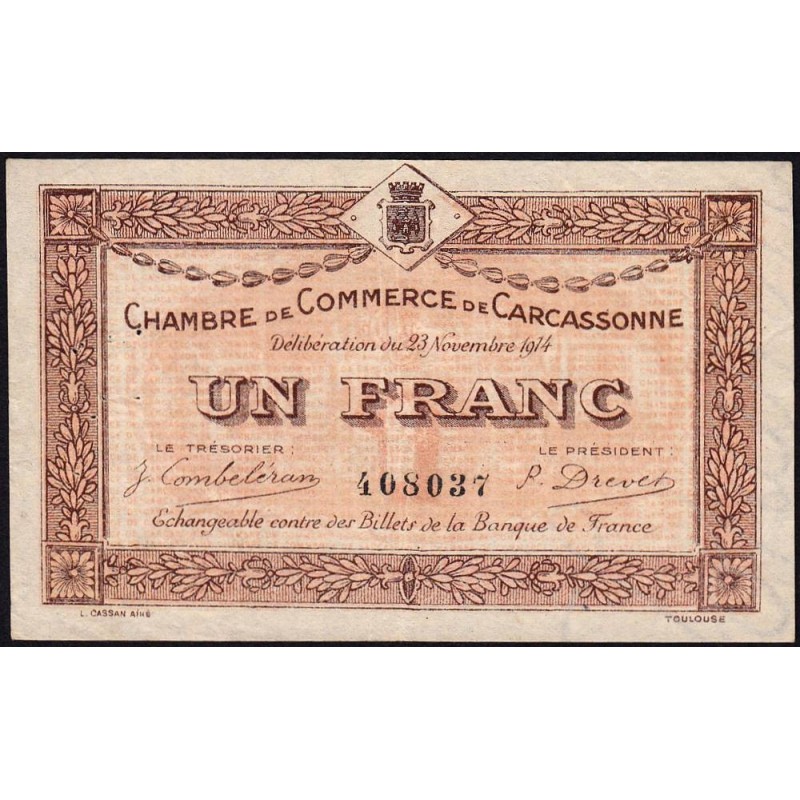 CHAMBRE DE COMMERCE DE CARCASSONNE
Délibération du 23 Novembre 1914
UN FRANC
LE TRÉSORIER : LE PRÉSIDENT :
J. Combeléran 408037 P. Drevet
Echangeable contre des Billets de la Banque de France
L. CASSAN AÎNÉ TOULOUSE